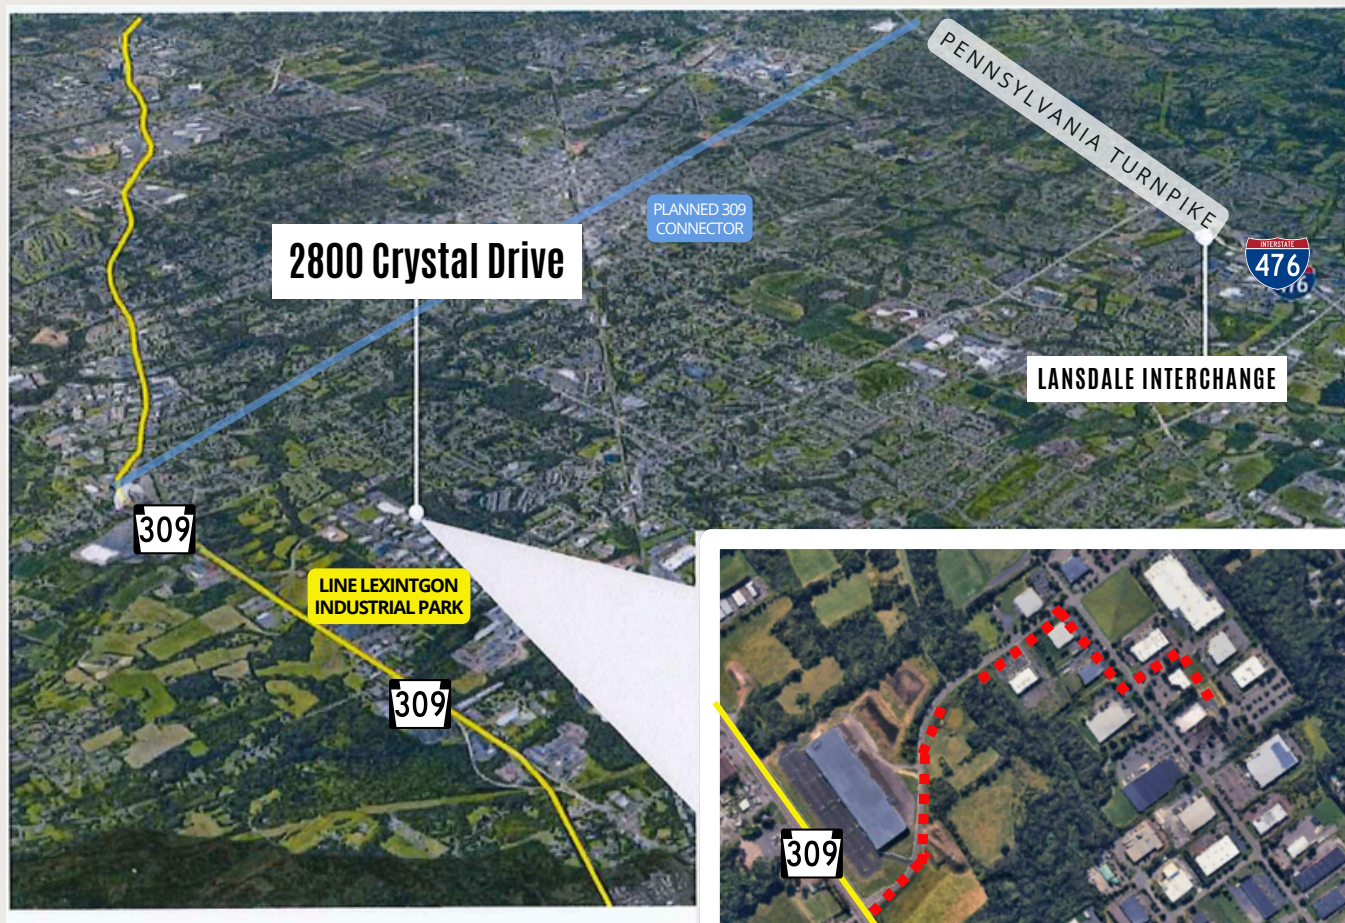 PENNSYLVANIA TURNPIKE
PLANNED 309
CONNECTOR
2800 Crystal Drive
INTERSTATE
476
476
LANSDALE INTERCHANGE
309
LINE LEXINTGON
INDUSTRIAL PARK
309
309